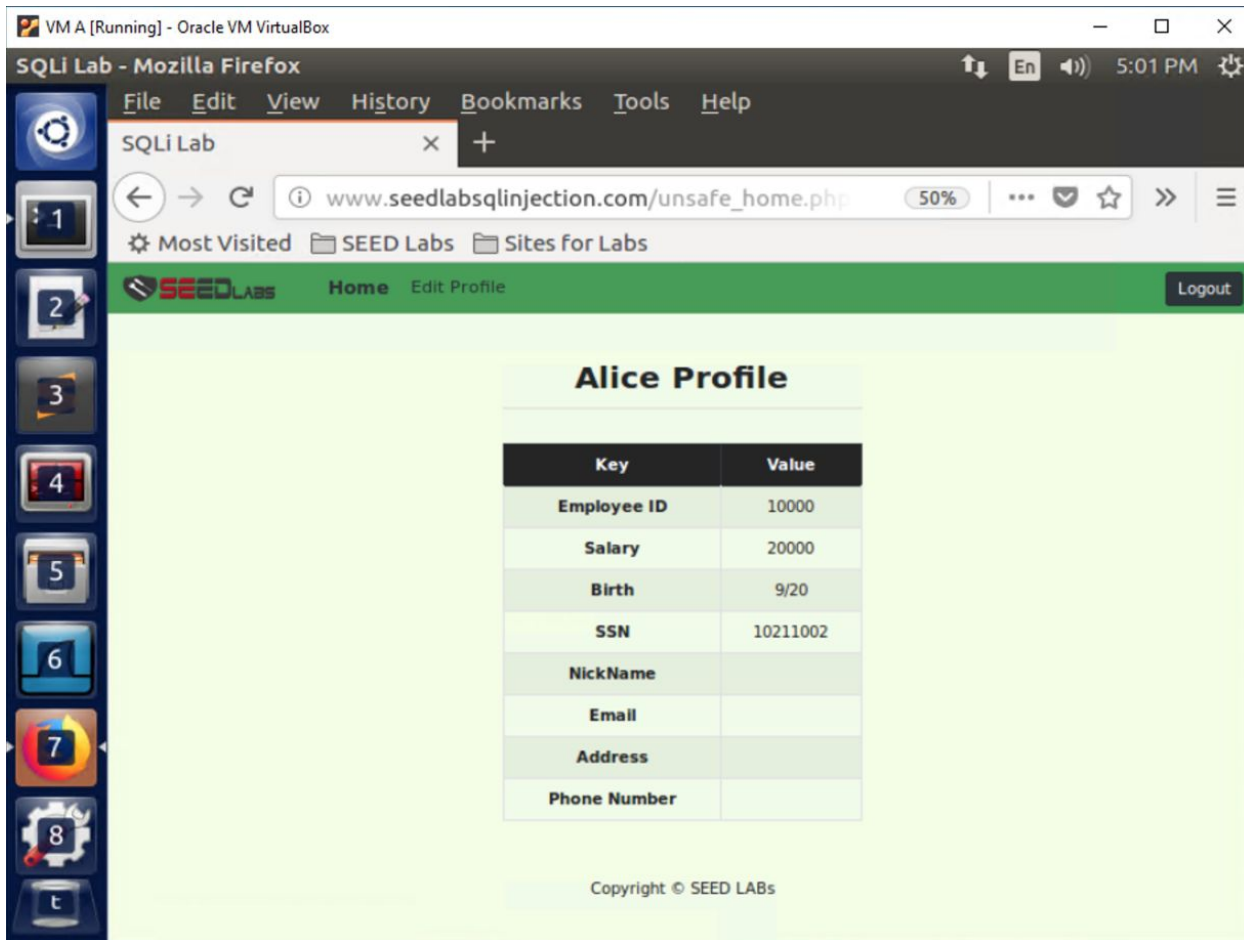 VM A [Running] - Oracle VM VirtualBox
SQLi Lab - Mozilla Firefox En 5:01 PM
File Edit View History Bookmarks Tools Help
SQLi Lab
www.seedlabsqlinjection.com/unsafe_home.php 50%
Most Visited SEED Labs Sites for Labs
SEEDLABS Home Edit Profile Logout
1
2
3
4
5
6
7
8
t
Alice Profile
Key Value
Employee ID 10000
Salary 20000
Birth 9/20
SSN 10211002
NickName
Email
Address
Phone Number
Copyright © SEED LABs